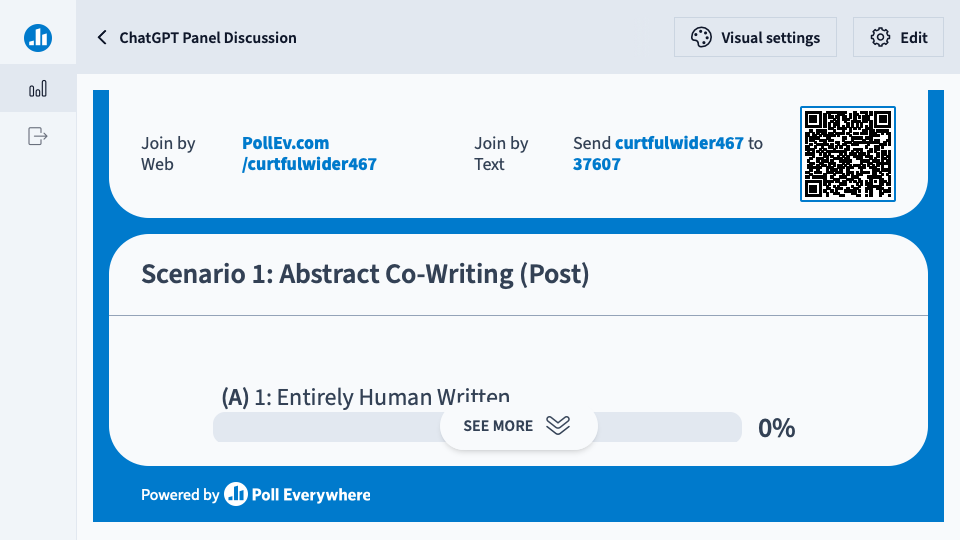 ChatGPT Panel Discussion
Visual settings
Edit
Join by
Web
PollEv.com
/curtfulwider467
Join by
Text
Send curtfulwider467 to
37607
Scenario 1: Abstract Co-Writing (Post)
(A) 1: Entirely Human Written
SEE MORE
0%
Powered by Poll Everywhere